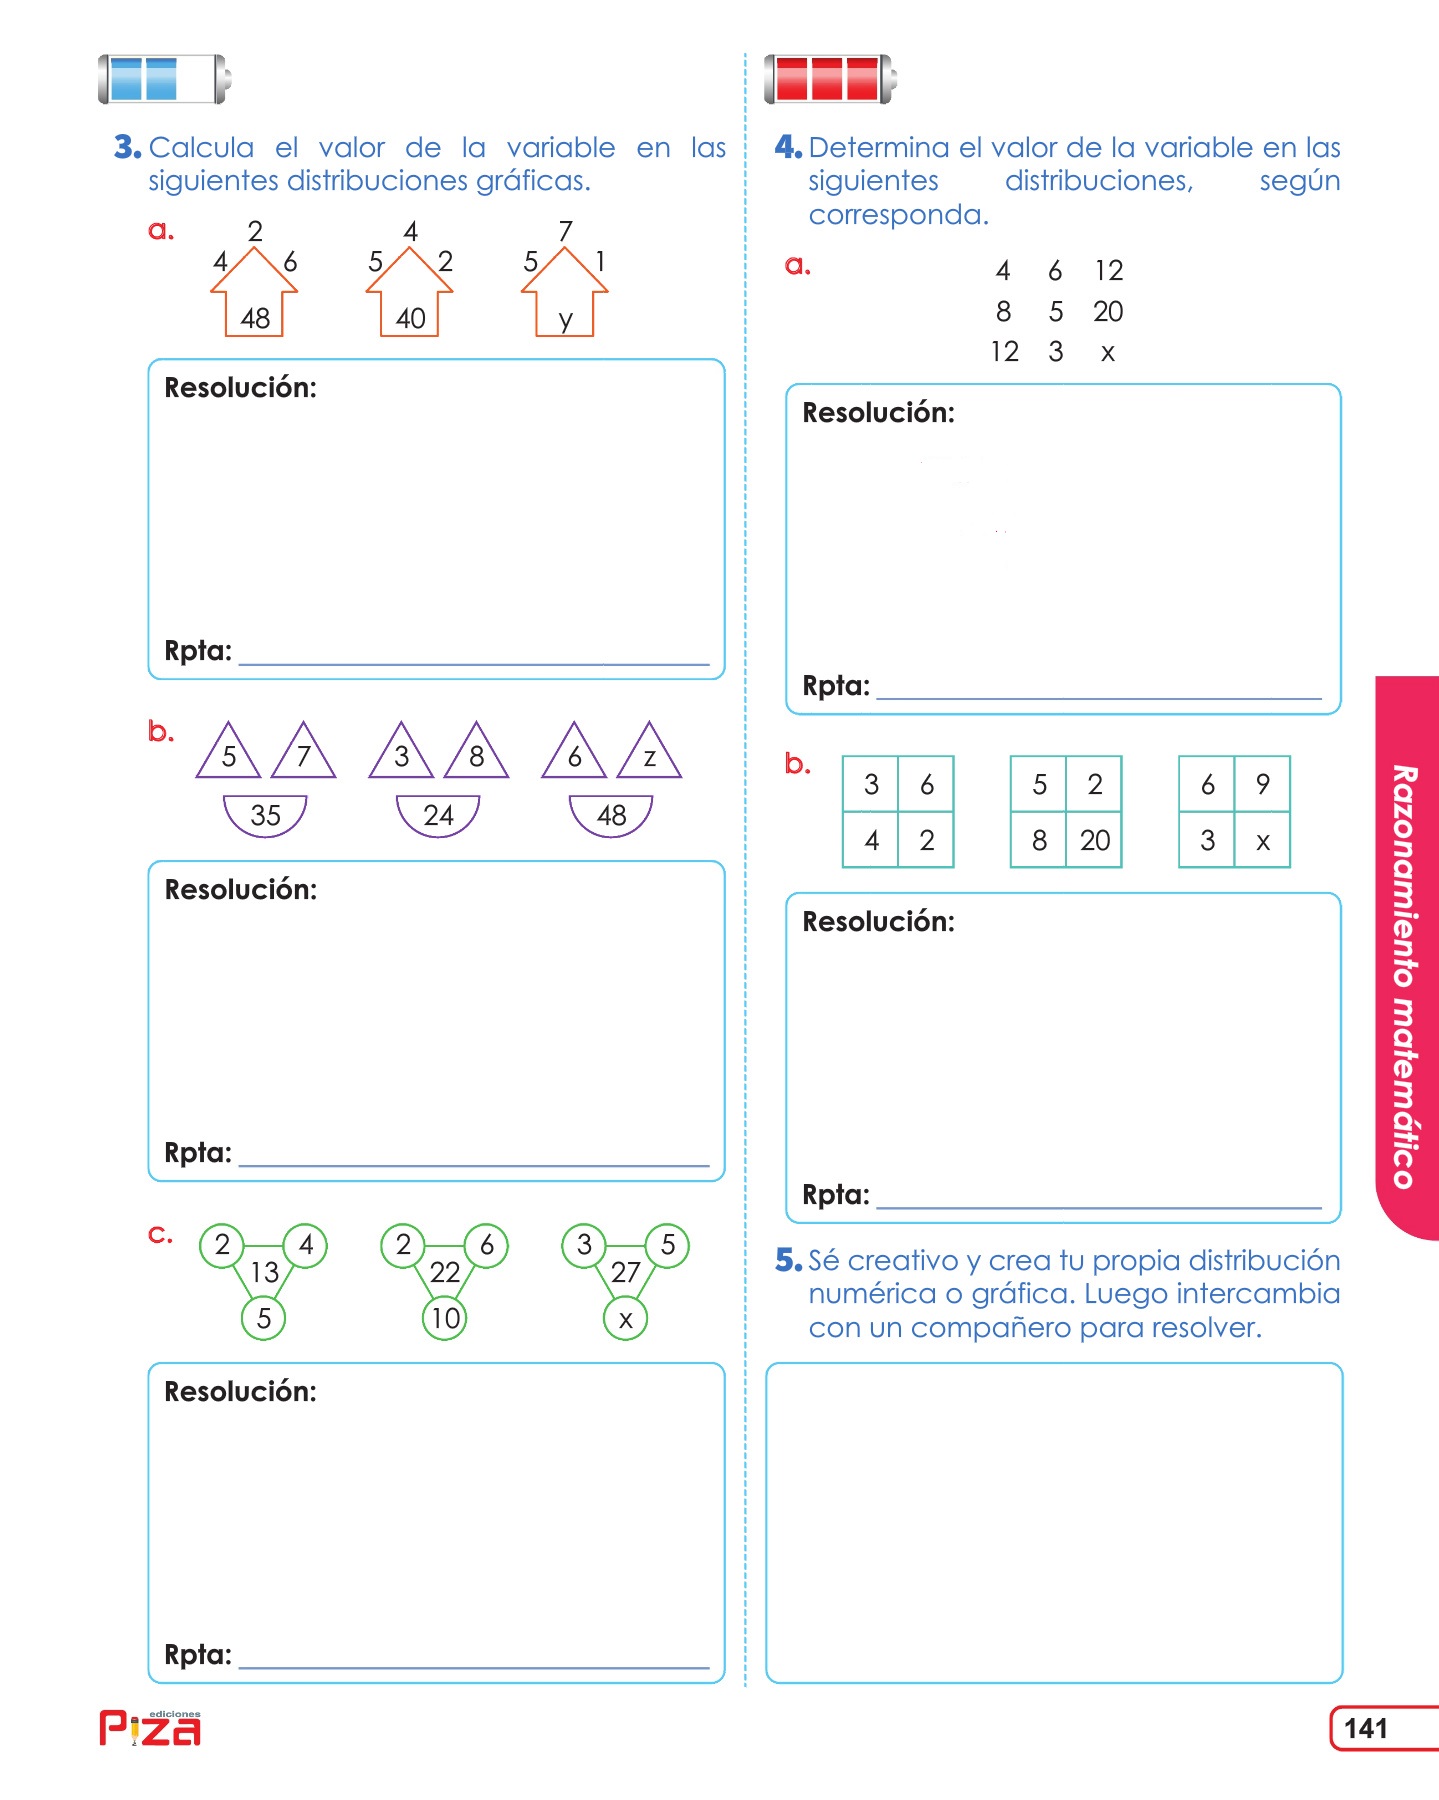 3. Calcula el valor de la variable en las
siguientes distribuciones gráficas.
a.
2 4 7
4 6 5 2 5 1
48 40 y
Resolución:
Rpta:
b.
5 7 3 8 6 z
35 24 48
Resolución:
Rpta:
c.
2 4 2 6 3 5
13 22 27
5 10 x
Resolución:
Rpta:
4. Determina el valor de la variable en las
siguientes distribuciones, según
corresponda.
a.
4 6 12
8 5 20
12 3 x
Resolución:
Rpta:
b.
3 6 5 2 6 9
4 2 8 20 3 x
Resolución:
Rpta:
5. Sé creativo y crea tu propia distribución
numérica o gráfica. Luego intercambia
con un compañero para resolver.
Razonamiento matemático
ediciones
Piza
141